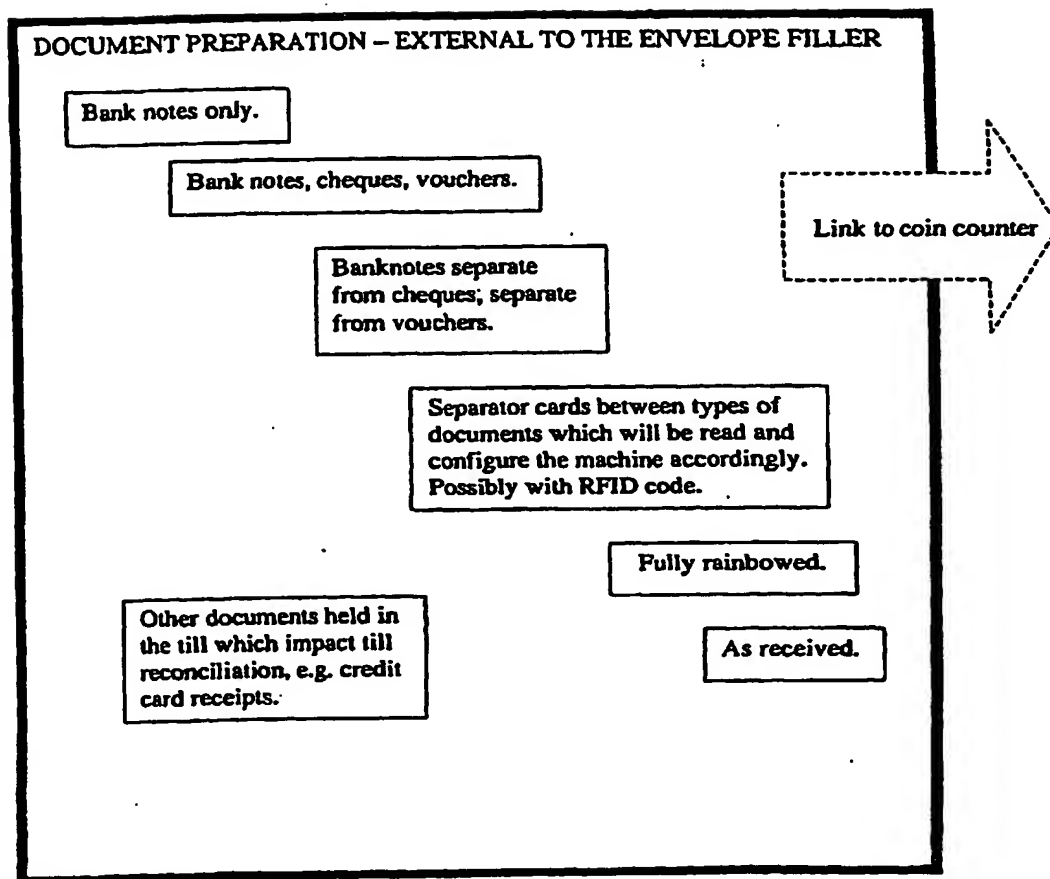 DOCUMENT PREPARATION – EXTERNAL TO THE ENVELOPE FILLER
Bank notes only.
Bank notes, cheques, vouchers.
Link to coin counter
Banknotes separate
from cheques; separate
from vouchers.
Separator cards between types of
documents which will be read and
configure the machine accordingly.
Possibly with RFID code.
Fully rainbowed.
Other documents held in
the till which impact till
reconciliation, e.g. credit
card receipts.
As received.